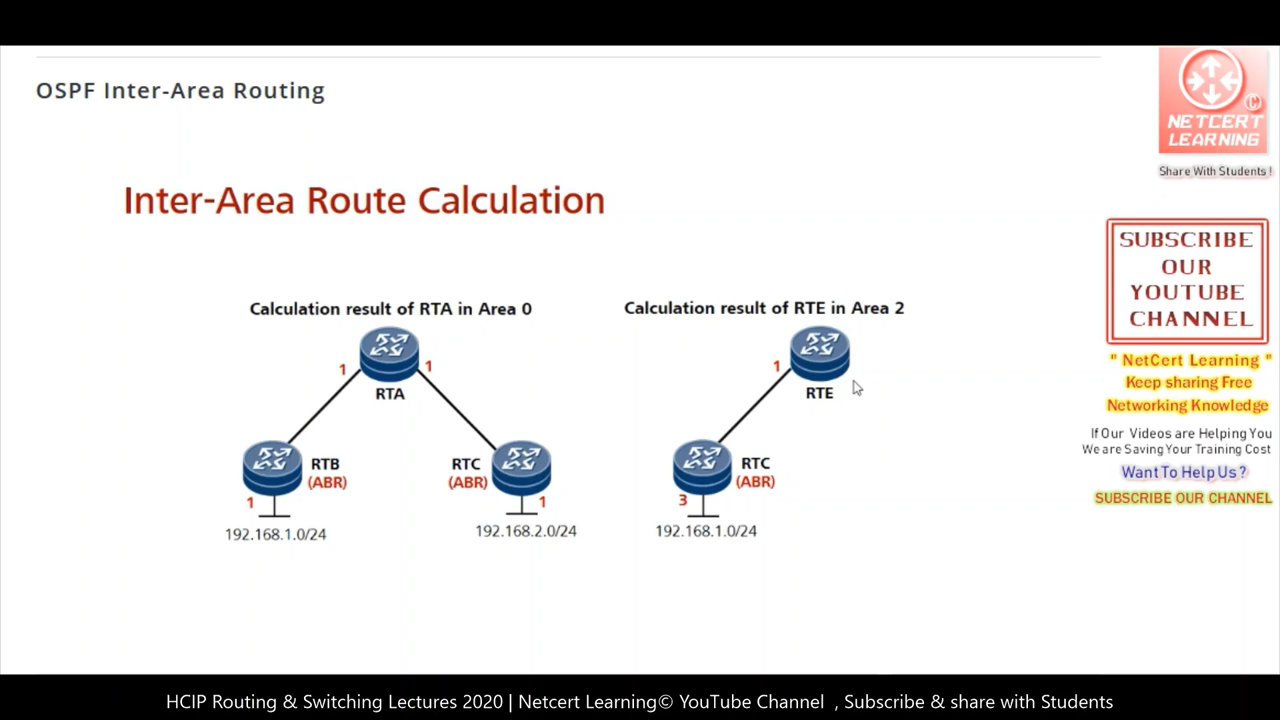 OSPF Inter-Area Routing
©
NETCERT
LEARNING
Share With Students !
Inter-Area Route Calculation
SUBSCRIBE
OUR
YOUTUBE
CHANNEL
" NetCert Learning "
Keep sharing Free
Networking Knowledge
If Our Videos are Helping You
We are Saving Your Training Cost
Want To Help Us ?
SUBSCRIBE OUR CHANNEL
Calculation result of RTA in Area 0
1 1
RTA
RTB
(ABR)
1
192.168.1.0/24
RTC
(ABR)
1
192.168.2.0/24
Calculation result of RTE in Area 2
1
RTE
RTC
(ABR)
3
192.168.1.0/24
HCIP Routing & Switching Lectures 2020 | Netcert Learning© YouTube Channel , Subscribe & share with Students